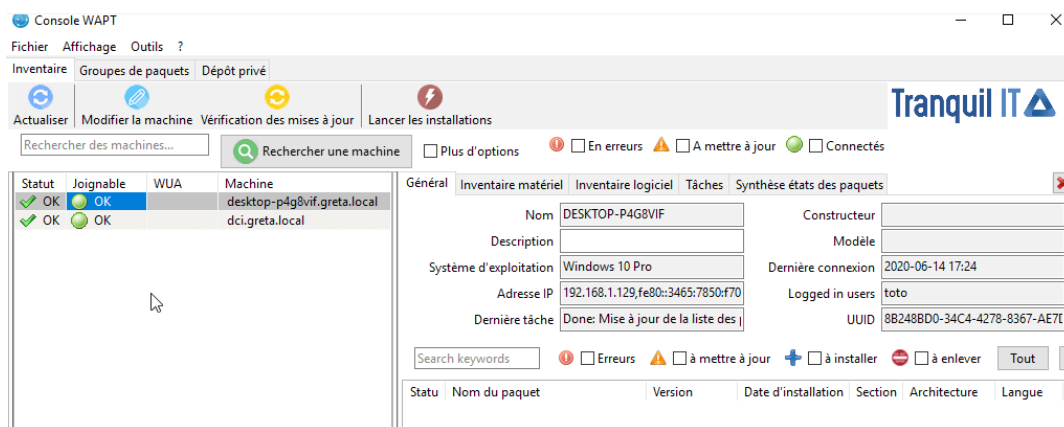 Console WAPT
Fichier Affichage Outils ?
Inventaire Groupes de paquets Dépôt privé
Actualiser Modifier la machine Vérification des mises à jour Lancer les installations
Tranquil IT
Rechercher des machines... Rechercher une machine Plus d'options En erreurs A mettre à jour Connectés
Statut Joignable WUA Machine
OK OK desktop-p4g8vif.greta.local
OK OK dci.greta.local
Général Inventaire matériel Inventaire logiciel Tâches Synthèse états des paquets
Nom DESKTOP-P4G8VIF Constructeur
Description Modèle
Système d'exploitation Windows 10 Pro Dernière connexion 2020-06-14 17:24
Adresse IP 192.168.1.129,fe80::3465:7850:f70 Logged in users toto
Dernière tâche Done: Mise à jour de la liste des UUID 8B248BD0-34C4-4278-8367-AE7
Search keywords Erreurs à mettre à jour à installer à enlever Tout
Statu Nom du paquet Version Date d'installation Section Architecture Langue